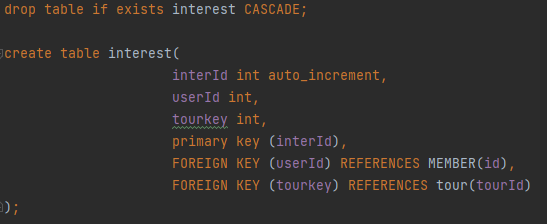 drop table if exists interest CASCADE;
create table interest(
interId int auto_increment,
userId int,
tourkey int,
primary key (interId),
FOREIGN KEY (userId) REFERENCES MEMBER(id),
FOREIGN KEY (tourkey) REFERENCES tour(tourId)
);